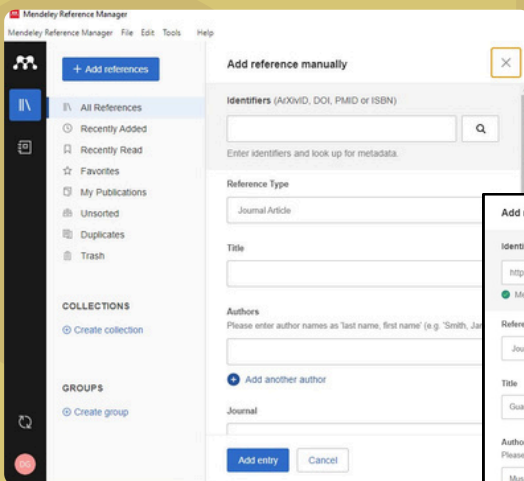 Mendeley Reference Manager
Mendeley Reference Manager File Edit Tools Help
+ Add references
All References
Recently Added
Recently Read
Favorites
My Publications
Unsorted
Duplicates
Trash
COLLECTIONS
Create collection
GROUPS
Create group
DG
Add reference manually
Identifiers (ArXivID, DOI, PMID or ISBN)
Enter identifiers and look up for metadata.
Reference Type
Journal Article
Title
Authors
Please enter author names as 'last name, first name' (e.g. 'Smith, Jan
Add another author
Journal
Add entry Cancel
Add
Identi
http
Me
Refere
Jou
Title
Gua
Autho
Please
Mus